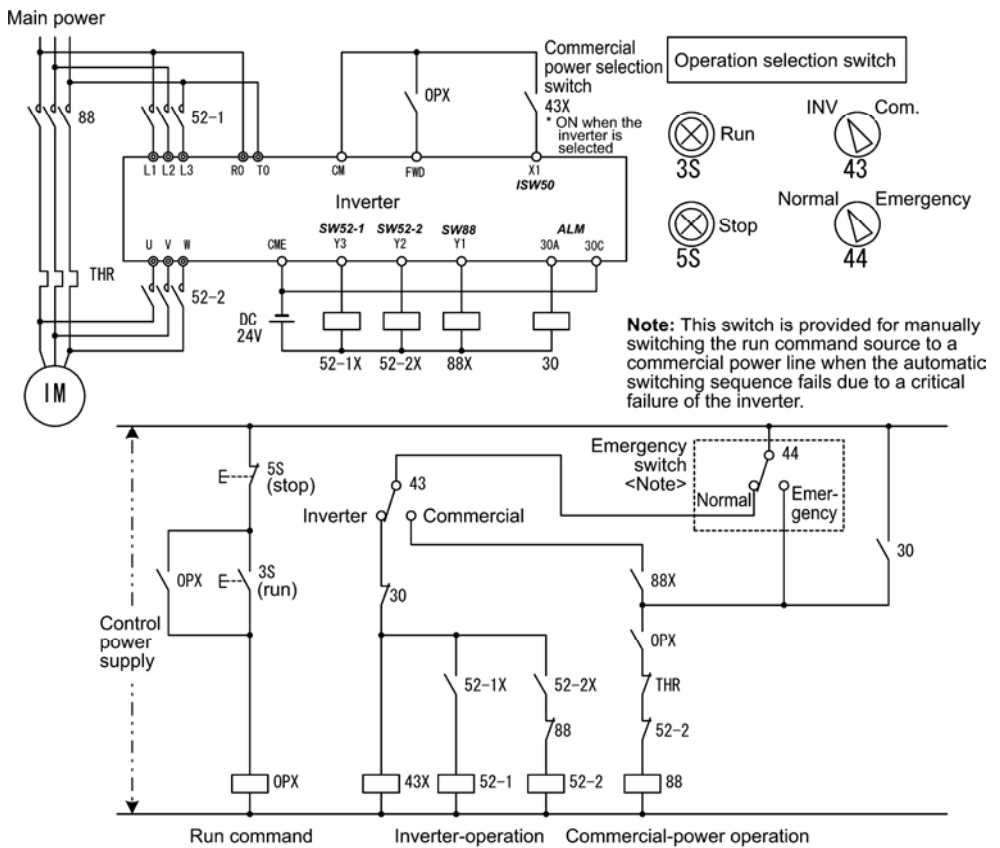 Main power
88
52-1
OPX
Commercial
power selection
switch
43X
* ON when the
inverter is
selected
Operation selection switch
Run
3S
INV Com.
43
Stop
5S
Normal Emergency
44
L1 L2 L3 R0 T0 CM FWD X1
ISW50
Inverter
SW52-1 SW52-2 SW88 ALM
U V W CME Y3 Y2 Y1 30A 30C
THR
52-2
DC
24V
52-1X 52-2X 88X 30
IM
Note: This switch is provided for manually
switching the run command source to a
commercial power line when the automatic
switching sequence fails due to a critical
failure of the inverter.
Control
power
supply
5S
(stop)
OPX
3S
(run)
OPX
43
Inverter
Commercial
30
Emergency
switch
<Note>
44
Normal
Emer-
gency
30
88X
OPX
52-1X
52-2X
THR
88
52-2
43X
52-1
52-2
88
Run command
Inverter-operation
Commercial-power operation